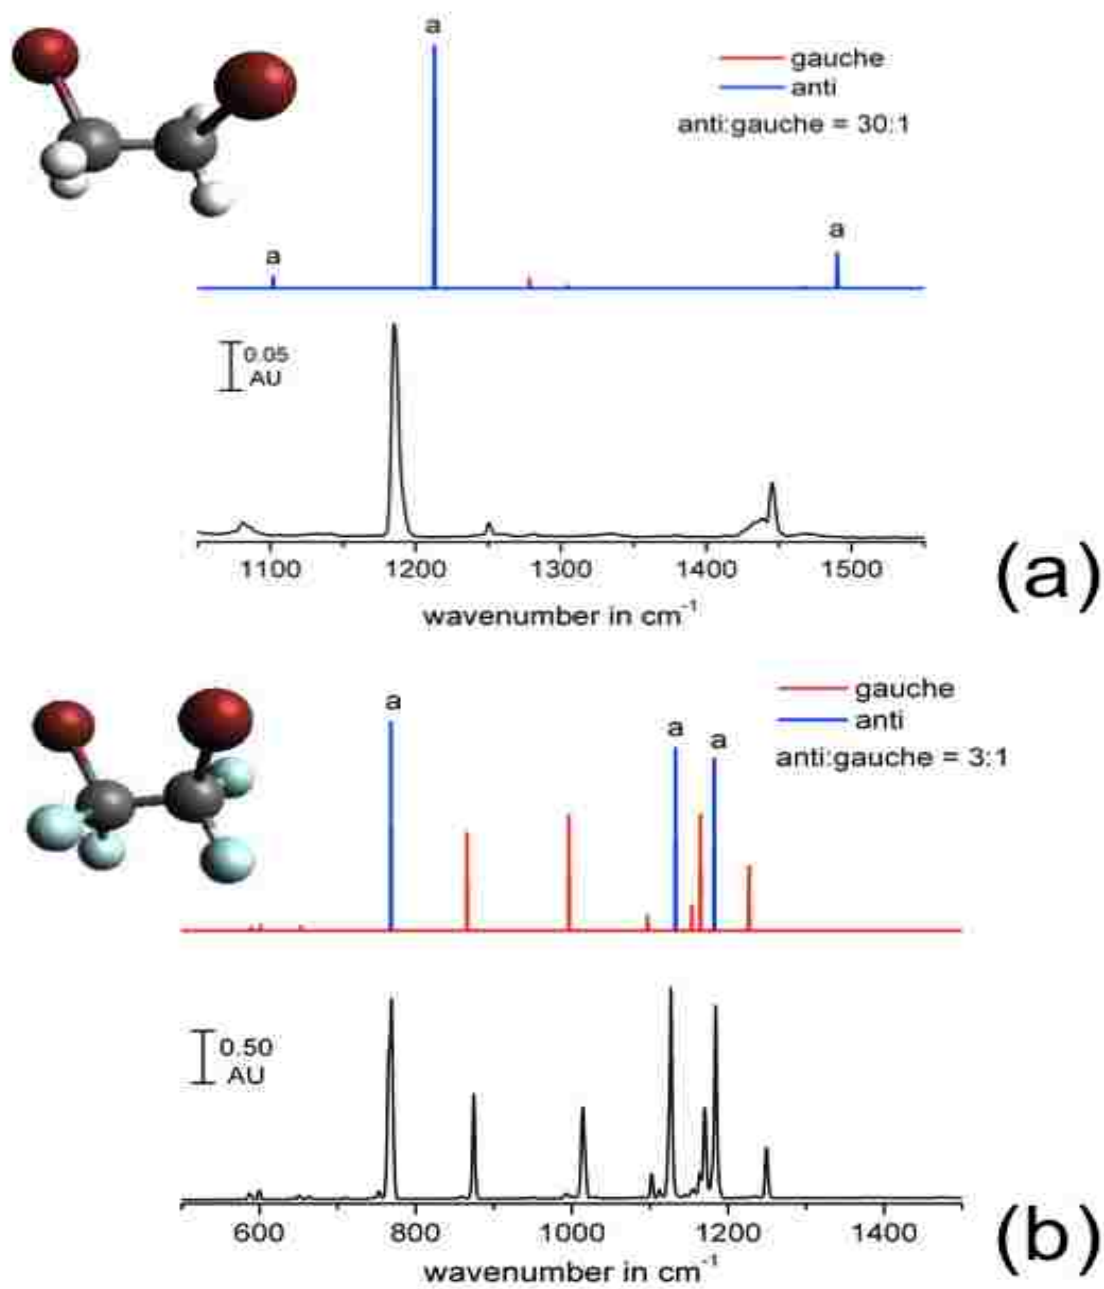 a
gauche
anti
anti:gauche = 30:1
a
a
0.05
AU
1100 1200 1300 1400 1500
wavenumber in cm⁻¹
(a)
gauche
anti
anti:gauche = 3:1
a
a
a
0.50
AU
600 800 1000 1200 1400
wavenumber in cm⁻¹
(b)